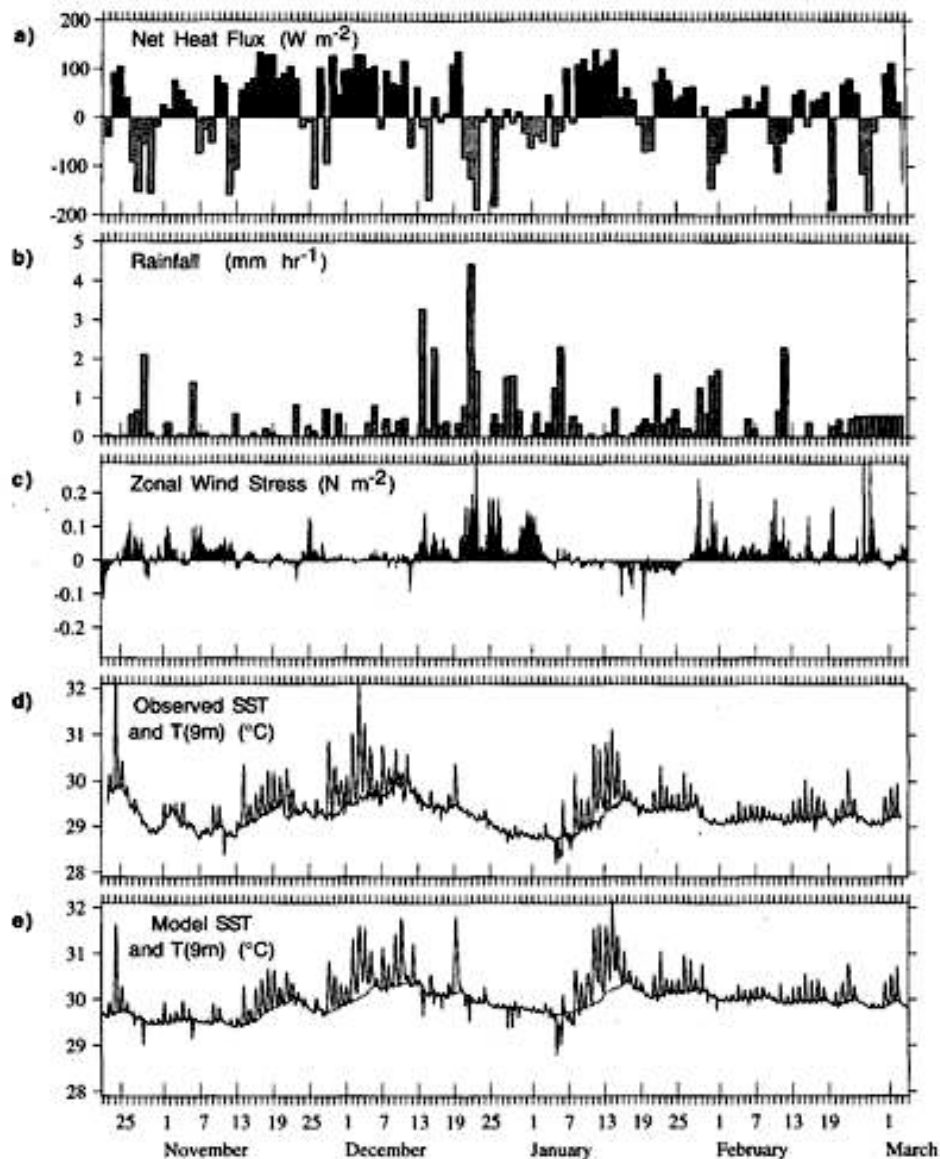 a)
Net Heat Flux (W m-2)
200
100
0
-100
-200
b)
Rainfall (mm hr-1)
5
4
3
2
1
0
c)
Zonal Wind Stress (N m-2)
0.2
0.1
0
-0.1
-0.2
d)
Observed SST
and T(9m) (°C)
32
31
30
29
28
e)
Model SST
and T(9m) (°C)
32
31
30
29
28
25 1 7 13 19 25 1 7 13 19 25 1 7 13 19 25 1 7 13 19 1
November December January February March